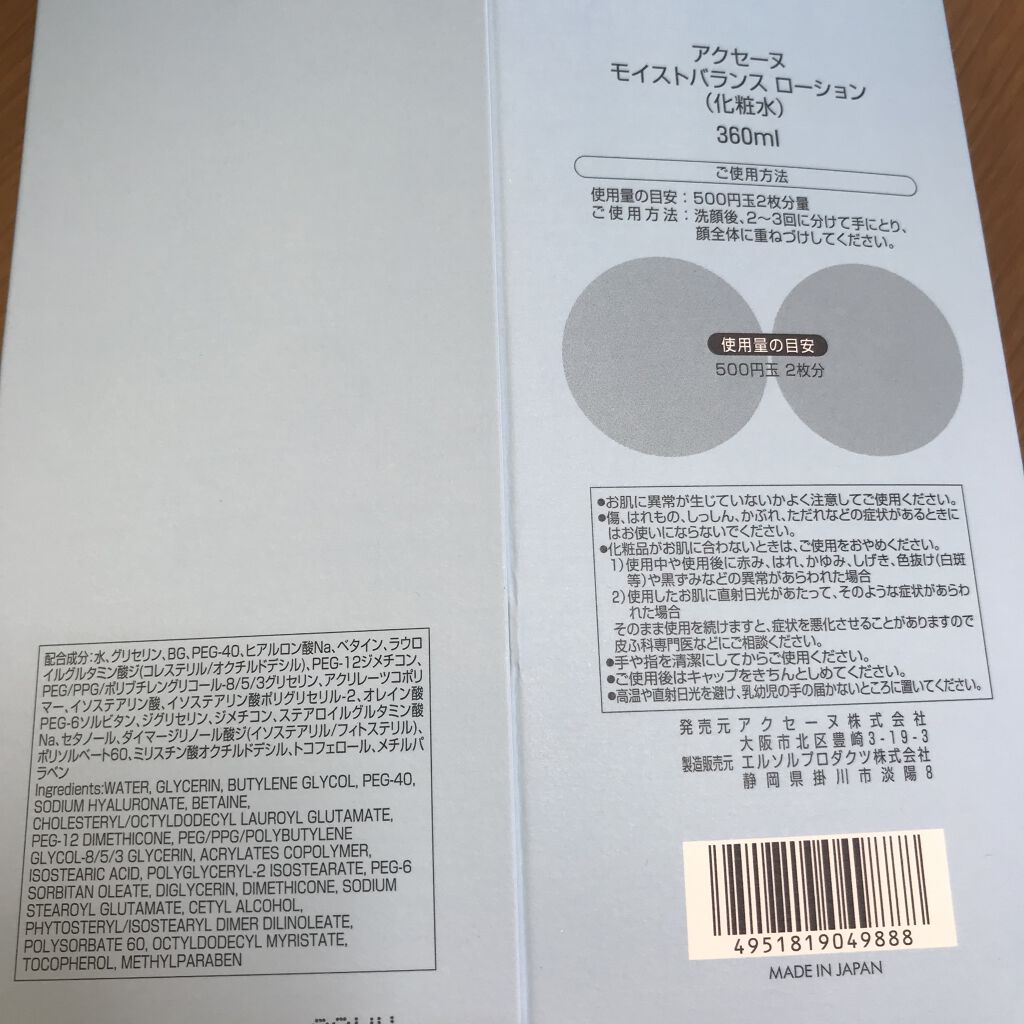 アクセーヌ
モイストバランス ローション
(化粧水)
360ml
ご使用方法
使用量の目安：500円玉2枚分量
ご使用方法：洗顔後、2〜3回に分けて手にとり、
顔全体に重ねづけしてください。
使用量の目安
500円玉 2枚分
●お肌に異常が生じていないかよく注意してご使用ください。
●傷、はれもの、しっしん、かぶれ、ただれなどの症状があるときに
はお使いにならないでください。
●化粧品がお肌に合わないときは、ご使用をおやめください。
1)使用中や使用後に赤み、はれ、かゆみ、しげき、色抜け(白斑
等)や黒ずみなどの異常があらわれた場合
2)使用したお肌に直射日光があたって、そのような症状があらわ
れた場合
そのまま使用を続けますと、症状を悪化させることがありますので
皮ふ科専門医などにご相談ください。
●手や指を清潔にしてからご使用ください。
●ご使用後はキャップをきちんとしめてください。
●高温や直射日光を避け、乳幼児の手の届かないところに置いてください。
発売元 アクセーヌ株式会社
大阪市北区豊崎3-19-3
製造販売元 エルソルプロダクツ株式会社
静岡県掛川市淡陽8
4951819049888
MADE IN JAPAN
配合成分：水、グリセリン、BG、PEG-40、ヒアルロン酸Na、ベタイン、ラウロ
イルグルタミン酸ジ(コレステリル/オクチルドデシル)、PEG-12ジメチコン、
PEG/PPG/ポリブチレングリコール-8/5/3グリセリン、アクリレーツコポリ
マー、イソステアリン酸、イソステアリン酸ポリグリセリル-2、オレイン酸
PEG-6ソルビタン、ジグリセリン、ジメチコン、ステアロイルグルタミン酸
Na、セタノール、ダイマージリノール酸ジ(イソステアリル/フィトステリル)、
ポリソルベート60、ミリスチン酸オクチルドデシル、トコフェロール、メチルパ
ラベン
Ingredients:WATER, GLYCERIN, BUTYLENE GLYCOL, PEG-40,
SODIUM HYALURONATE, BETAINE,
CHOLESTERYL/OCTYLDODECYL LAUROYL GLUTAMATE,
PEG-12 DIMETHICONE, PEG/PPG/POLYBUTYLENE
GLYCOL-8/5/3 GLYCERIN, ACRYLATES COPOLYMER,
ISOSTEARIC ACID, POLYGLYCERYL-2 ISOSTEARATE, PEG-6
SORBITAN OLEATE, DIGLYCERIN, DIMETHICONE, SODIUM
STEAROYL GLUTAMATE, CETYL ALCOHOL,
PHYTOSTERYL/ISOSTEARYL DIMER DILINOLEATE,
POLYSORBATE 60, OCTYLDODECYL MYRISTATE,
TOCOPHEROL, METHYLPARABEN